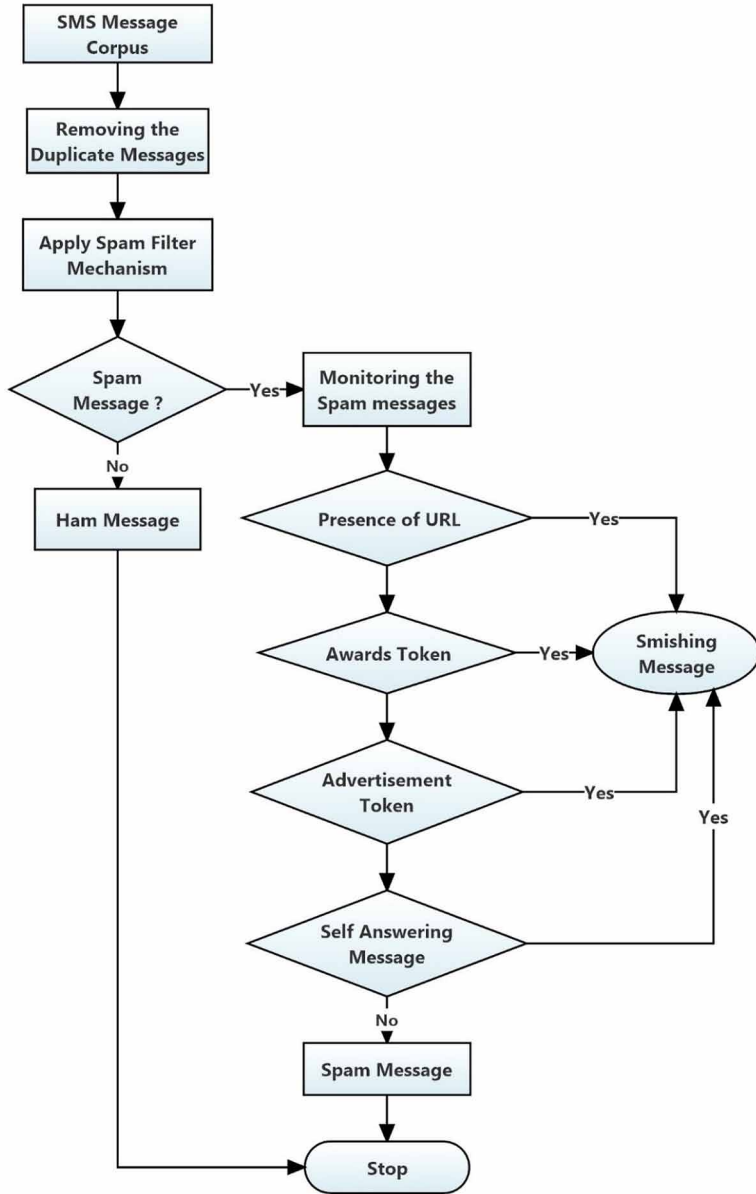 SMS Message
Corpus
Removing the
Duplicate Messages
Apply Spam Filter
Mechanism
Spam
Message ?
Yes
Monitoring the
Spam messages
No
Ham Message
Presence of URL
Yes
Awards Token
Yes
Smishing
Message
Advertisement
Token
Yes
Yes
Self Answering
Message
No
Spam Message
Stop